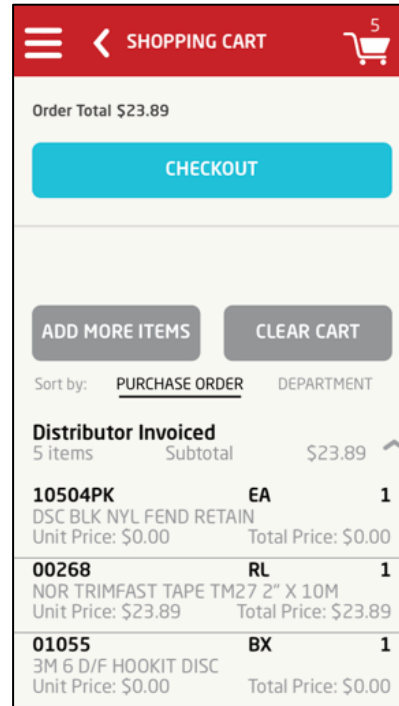 5
SHOPPING CART
Order Total $23.89
CHECKOUT
ADD MORE ITEMS CLEAR CART
Sort by: PURCHASE ORDER DEPARTMENT
Distributor Invoiced
5 items Subtotal $23.89
10504PK EA 1
DSC BLK NYL FEND RETAIN
Unit Price: $0.00 Total Price: $0.00
00268 RL 1
NOR TRIMFAST TAPE TM27 2" X 10M
Unit Price: $23.89 Total Price: $23.89
01055 BX 1
3M 6 D/F HOOKIT DISC
Unit Price: $0.00 Total Price: $0.00